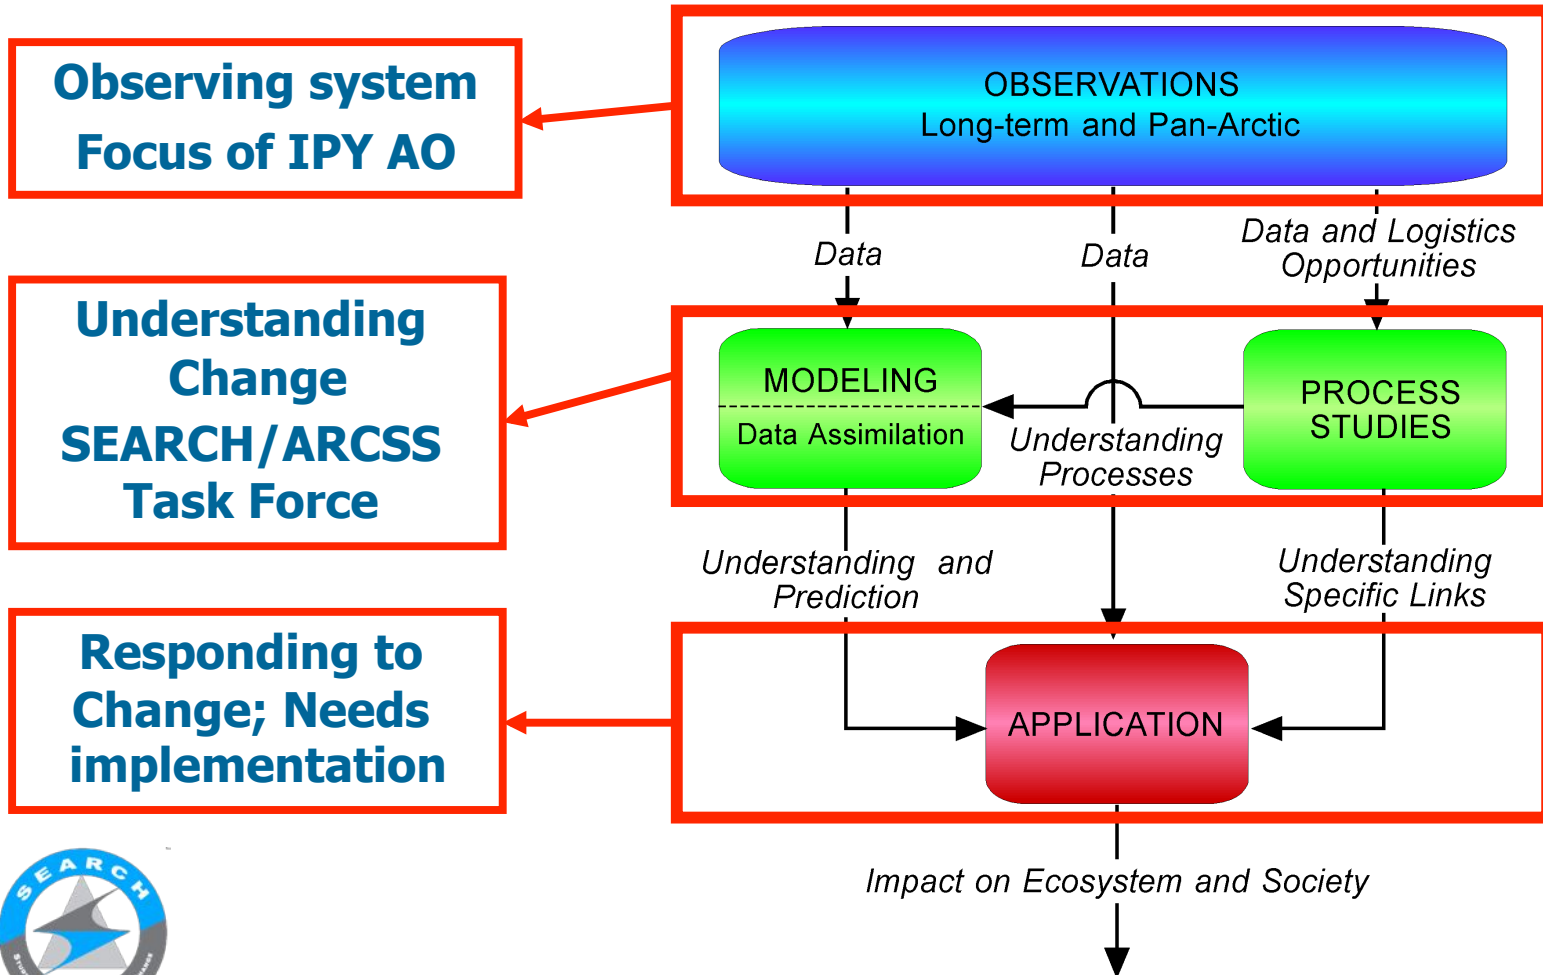 Observing system
Focus of IPY AO
OBSERVATIONS
Long-term and Pan-Arctic
Data
Data
Data and Logistics
Opportunities
Understanding
Change
SEARCH/ARCSS
Task Force
MODELING
Data Assimilation
Understanding
Processes
PROCESS
STUDIES
Understanding and
Prediction
Understanding
Specific Links
Responding to
Change; Needs
implementation
APPLICATION
Impact on Ecosystem and Society
SEARCH